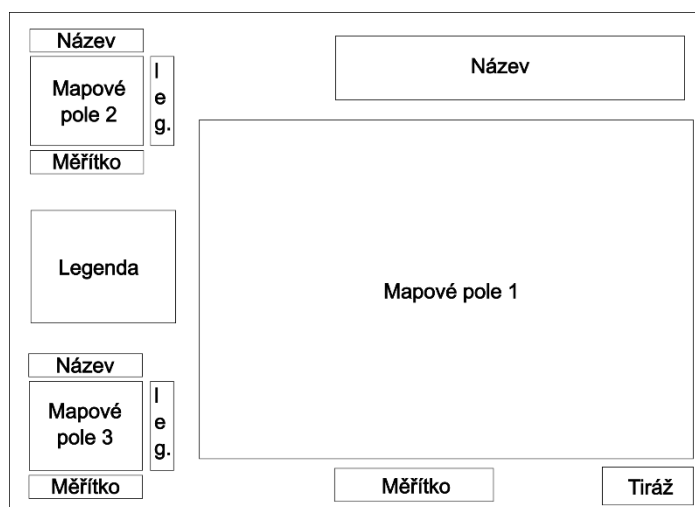 Název
Mapové
pole 2
l
e
g.
Měřítko
Název
Legenda
Mapové pole 1
Název
Mapové
pole 3
l
e
g.
Měřítko
Měřítko
Tiráž